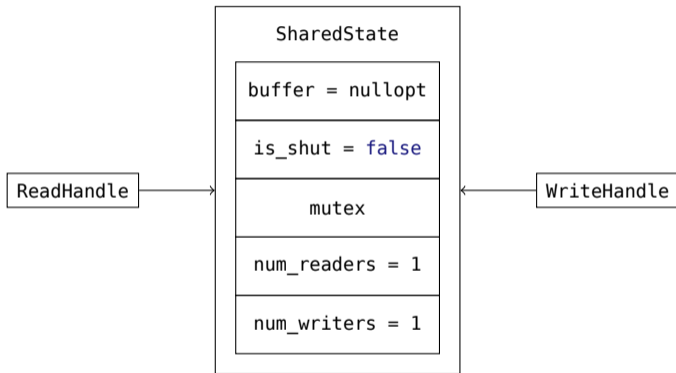 SharedState
buffer = nullopt
is_shut = false
ReadHandle
mutex
WriteHandle
num_readers = 1
num_writers = 1